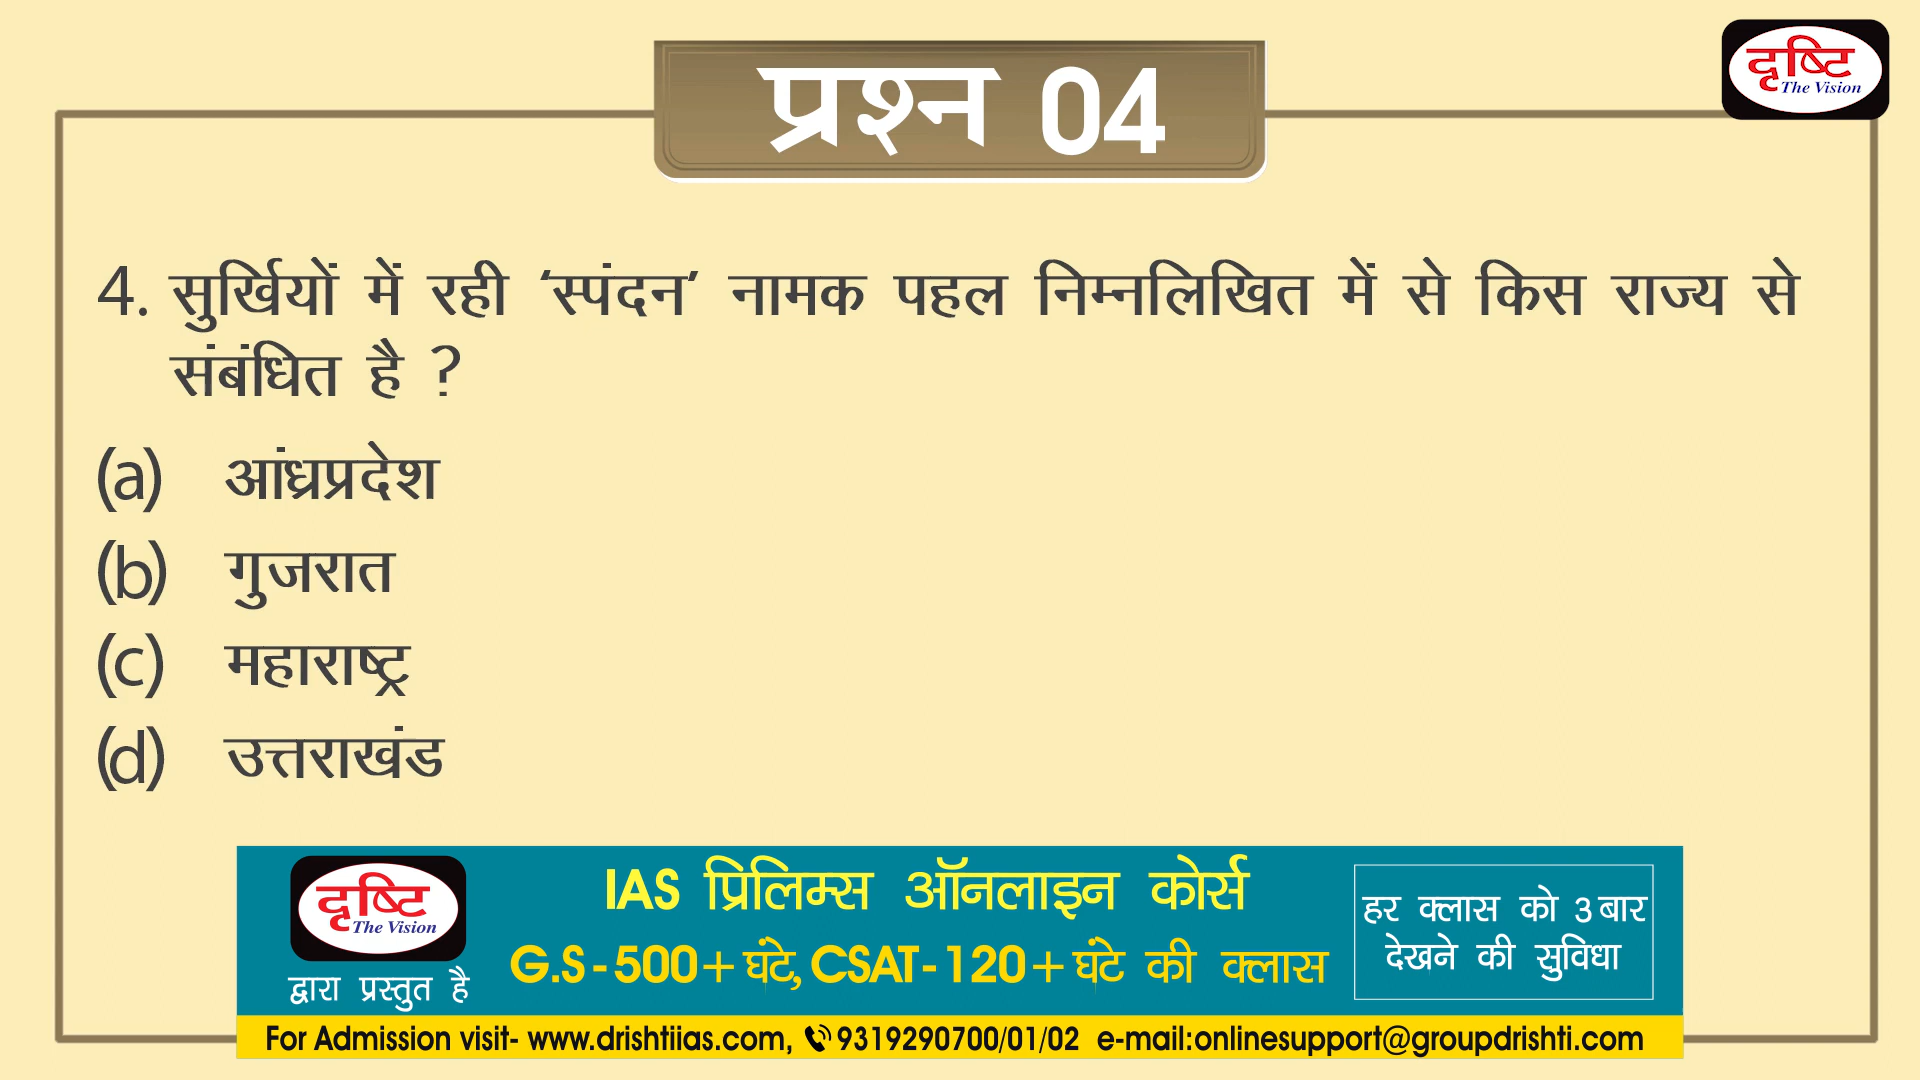 प्रश्न 04
दृष्टि
The Vision
4. सुर्खियों में रही ‘स्पंदन’ नामक पहल निम्नलिखित में से किस राज्य से
संबंधित है ?
(a) आंध्रप्रदेश
(b) गुजरात
(c) महाराष्ट्र
(d) उत्तराखंड
दृष्टि
The Vision
द्वारा प्रस्तुत है
IAS प्रिलिम्स ऑनलाइन कोर्स
G.S-500+ घंटे, CSAT-120+ घंटे की क्लास
हर क्लास को 3 बार
देखने की सुविधा
For Admission visit- www.drishtiias.com, 9319290700/01/02 e-mail:onlinesupport@groupdrishti.com